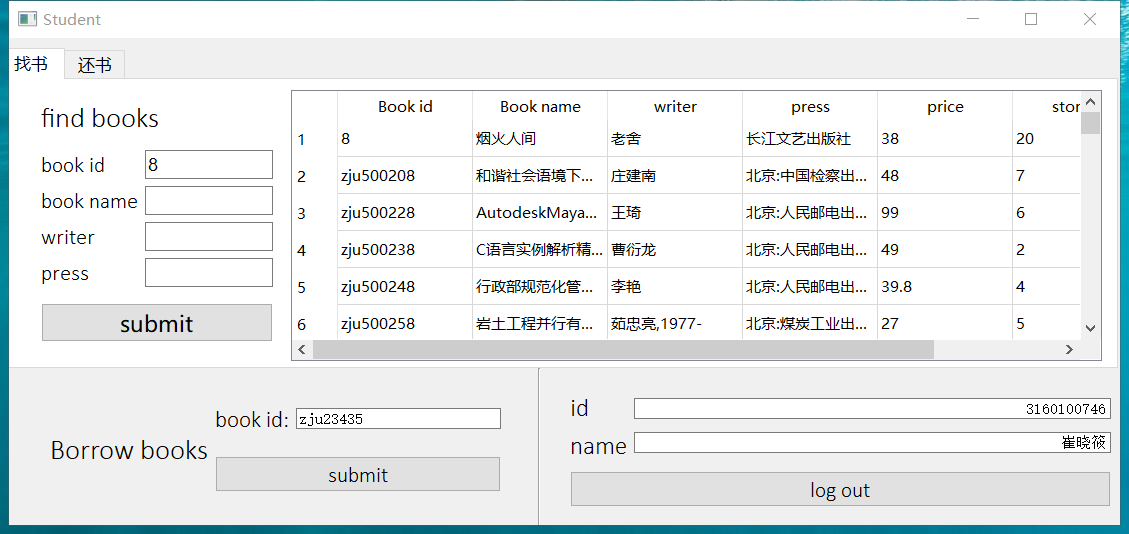 Student
找书 还书
find books
book id 8
book name
writer
press
submit
Book id Book name writer press price stor
1 8 烟火人间 老舍 长江文艺出版社 38 20
2 zju500208 和谐社会语境下... 庄建南 北京:中国检察出... 48 7
3 zju500228 AutodeskMaya... 王琦 北京:人民邮电出... 99 6
4 zju500238 C语言实例解析精... 曹衍龙 北京:人民邮电出... 49 2
5 zju500248 行政部规范化管... 李艳 北京:人民邮电出... 39.8 4
6 zju500258 岩土工程并行有... 茹忠亮,1977- 北京:煤炭工业出... 27 5
Borrow books
book id: zju23435
submit
id 3160100746
name 崔晓筱
log out